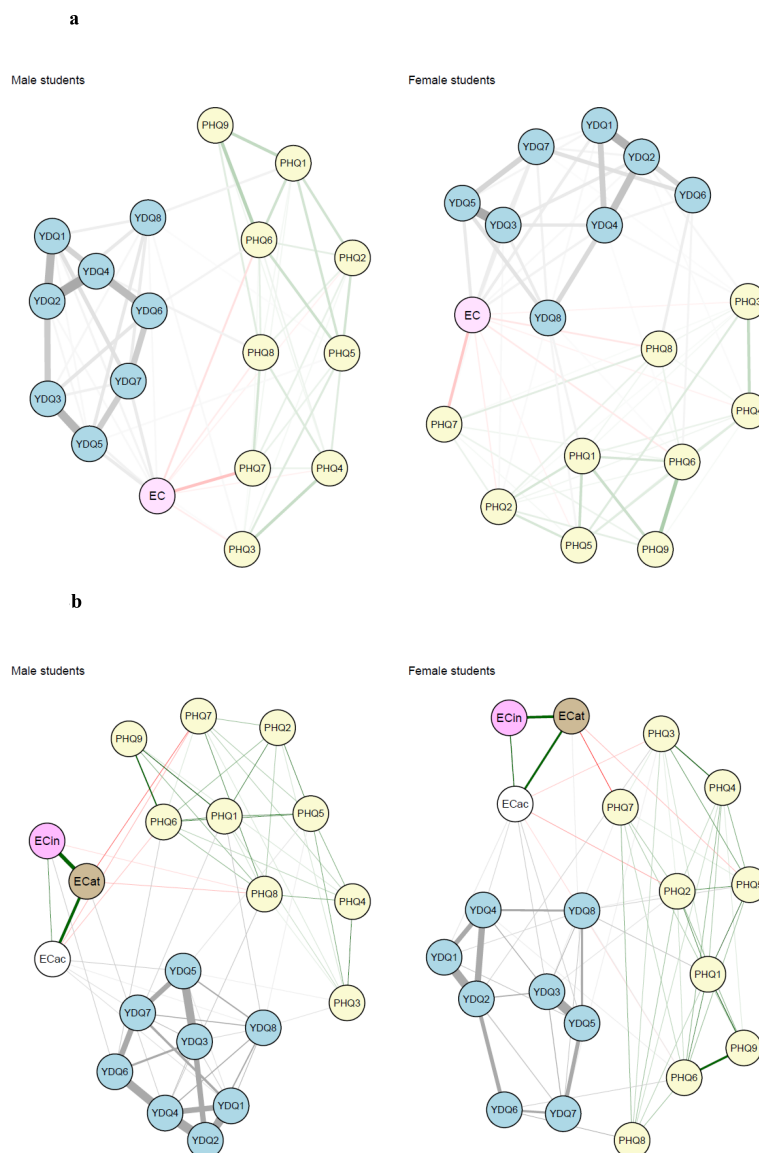 a
Male students
Female students
PHQ9
YDQ1
YDQ7
YDQ2
PHQ1
YDQ6
YDQ5
YDQ8
YDQ3
YDQ4
YDQ1
PHQ6
PHQ2
YDQ4
YDQ2
YDQ6
PHQ3
EC
YDQ8
PHQ8
PHQ5
PHQ8
YDQ7
YDQ3
PHQ4
PHQ7
YDQ5
PHQ1
PHQ6
PHQ7
PHQ4
EC
PHQ2
PHQ3
PHQ5
PHQ9
b
Male students
Female students
PHQ7
ECin
ECat
PHQ2
PHQ3
PHQ9
PHQ4
ECac
PHQ7
PHQ6
PHQ1
PHQ5
ECin
ECat
PHQ8
PHQ4
PHQ2
PHQ5
YDQ4
YDQ8
ECac
YDQ1
YDQ5
YDQ2
YDQ3
PHQ1
PHQ3
YDQ7
YDQ8
YDQ5
YDQ3
PHQ9
YDQ6
PHQ6
YDQ4
YDQ1
YDQ6
YDQ7
YDQ2
PHQ8